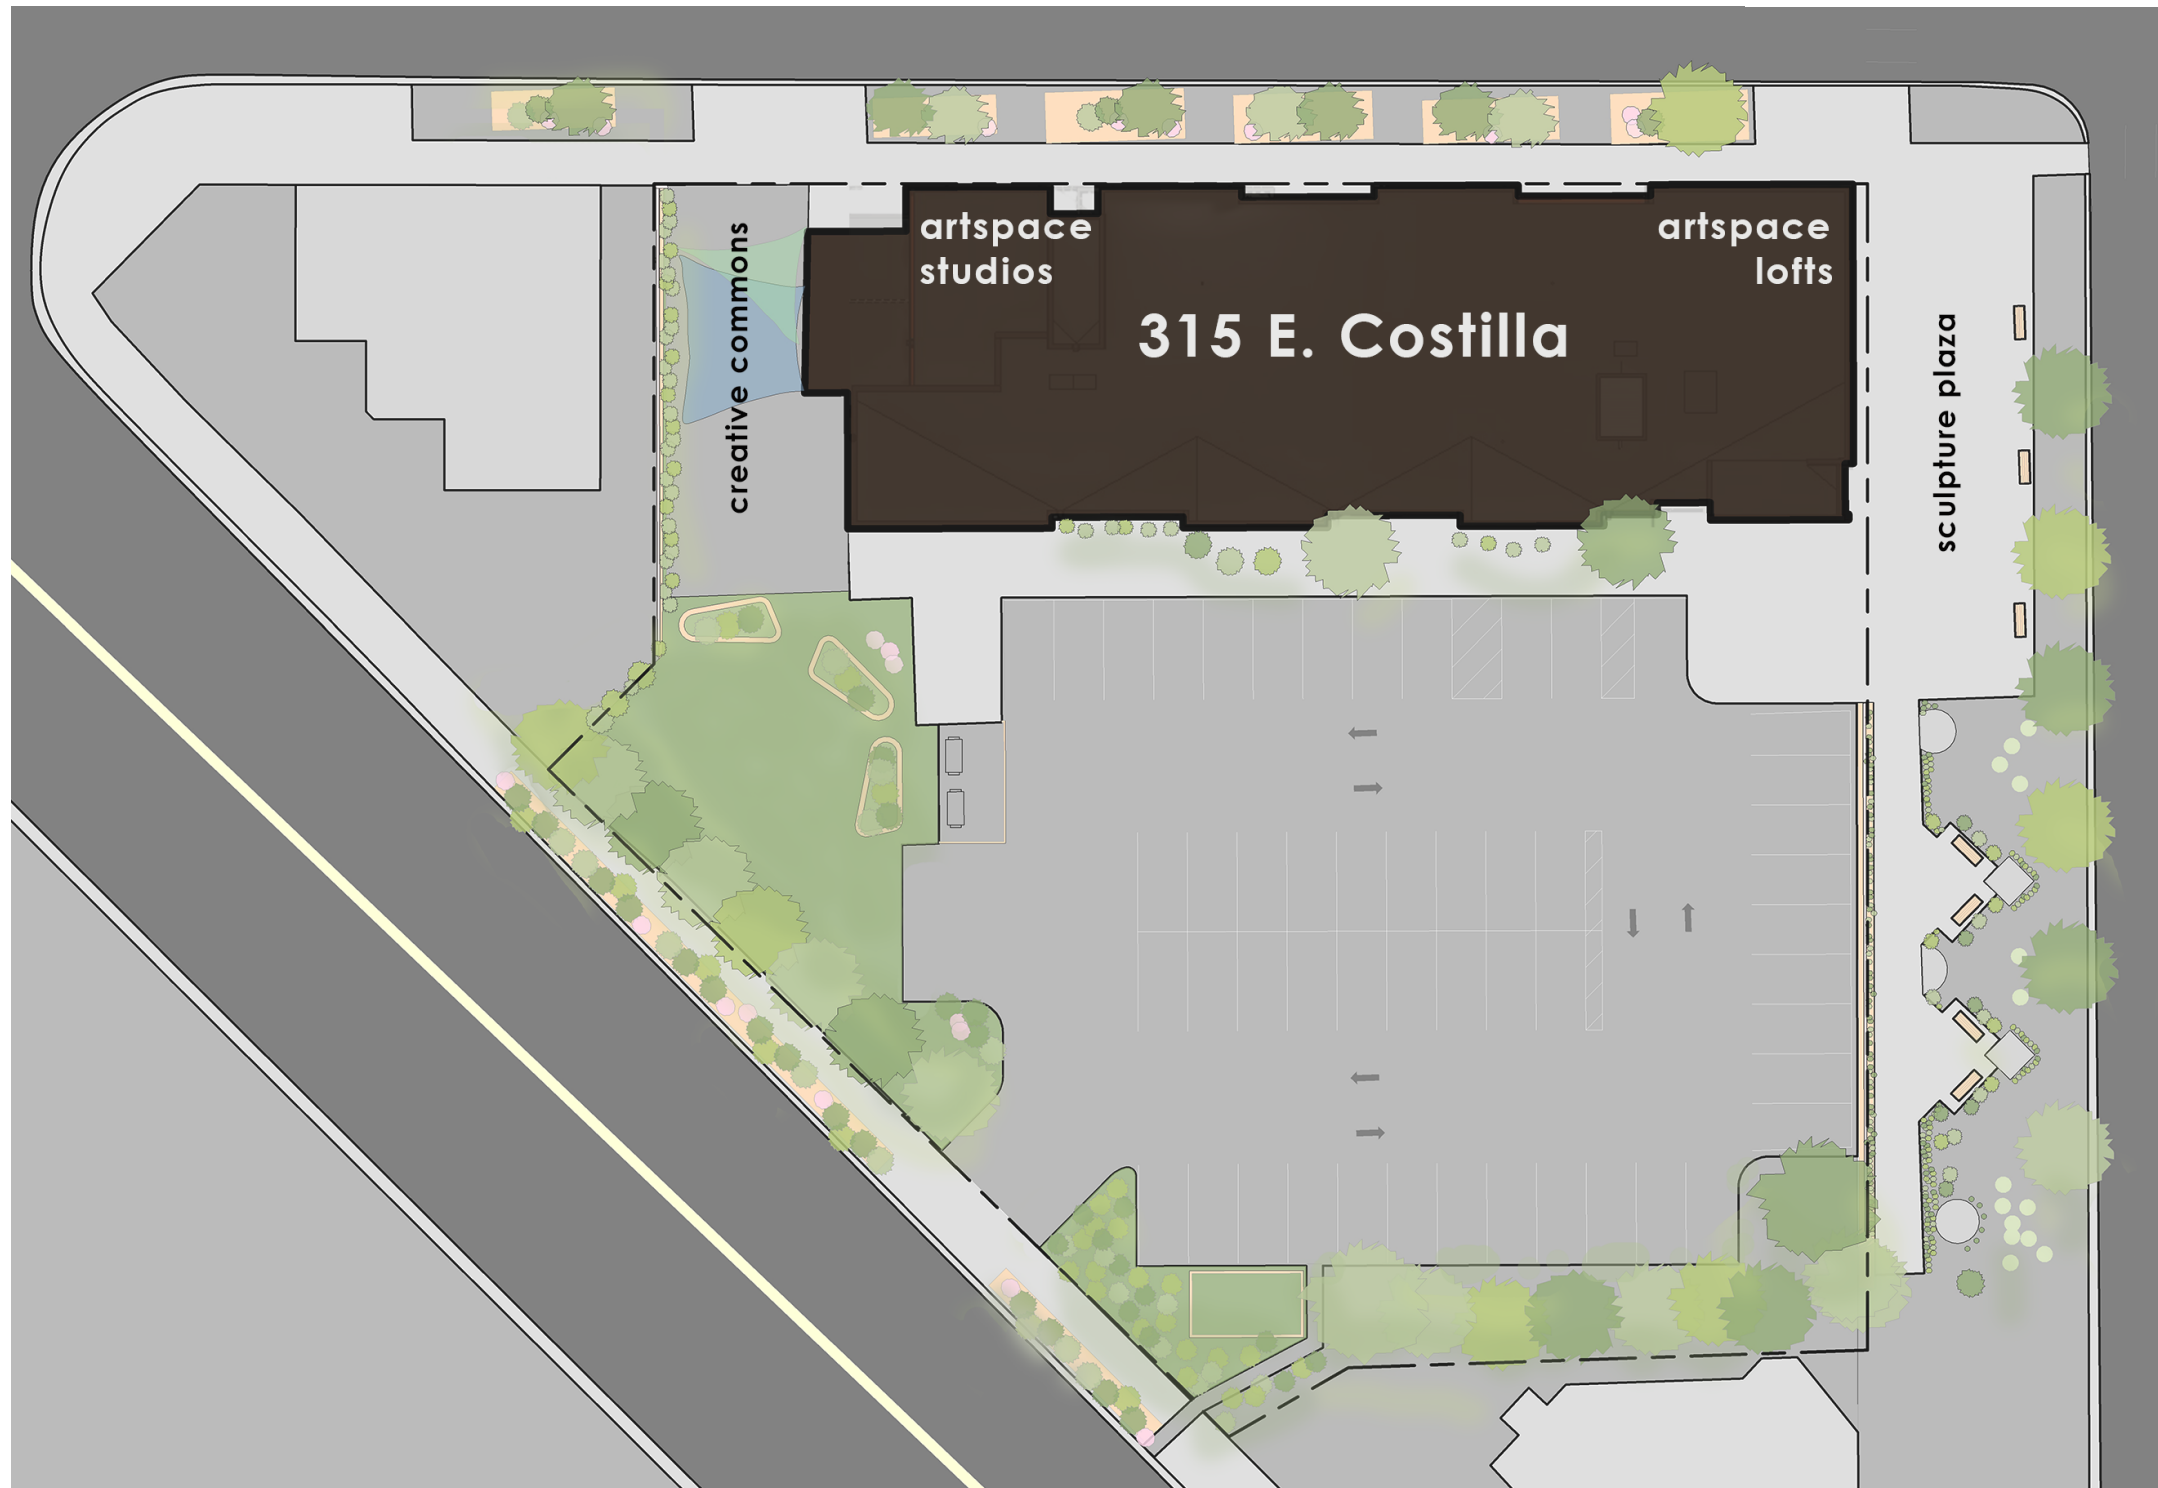 artspace
studios
artspace
lofts
315 E. Costilla
creative commons
sculpture plaza